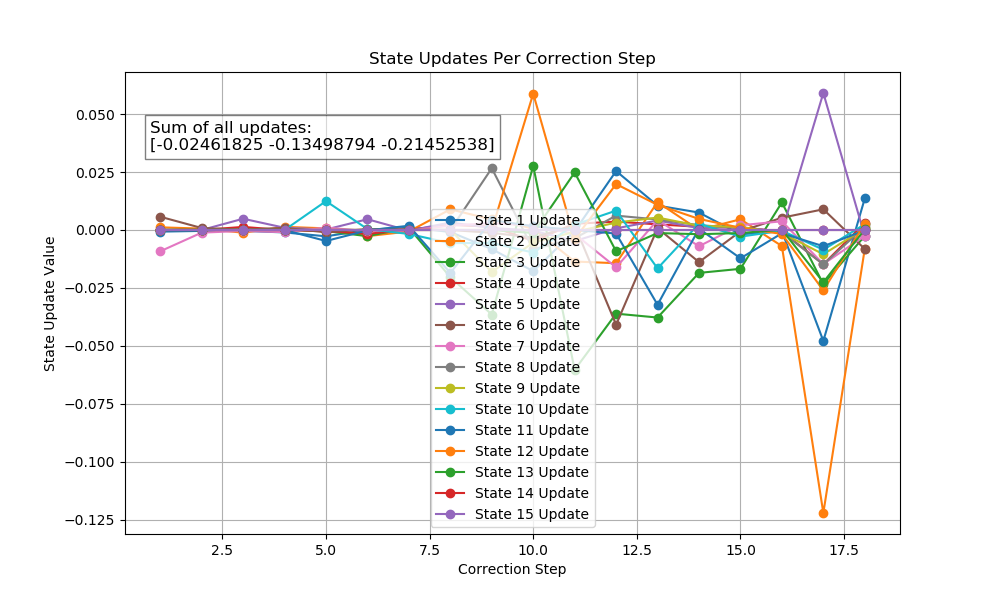 State Updates Per Correction Step
Sum of all updates:
[-0.02461825 -0.13498794 -0.21452538]
State Update Value
0.050
0.025
0.000
−0.025
−0.050
−0.075
−0.100
−0.125
State 1 Update
State 2 Update
State 3 Update
State 4 Update
State 5 Update
State 6 Update
State 7 Update
State 8 Update
State 9 Update
State 10 Update
State 11 Update
State 12 Update
State 13 Update
State 14 Update
State 15 Update
2.5 5.0 7.5 10.0 12.5 15.0 17.5
Correction Step